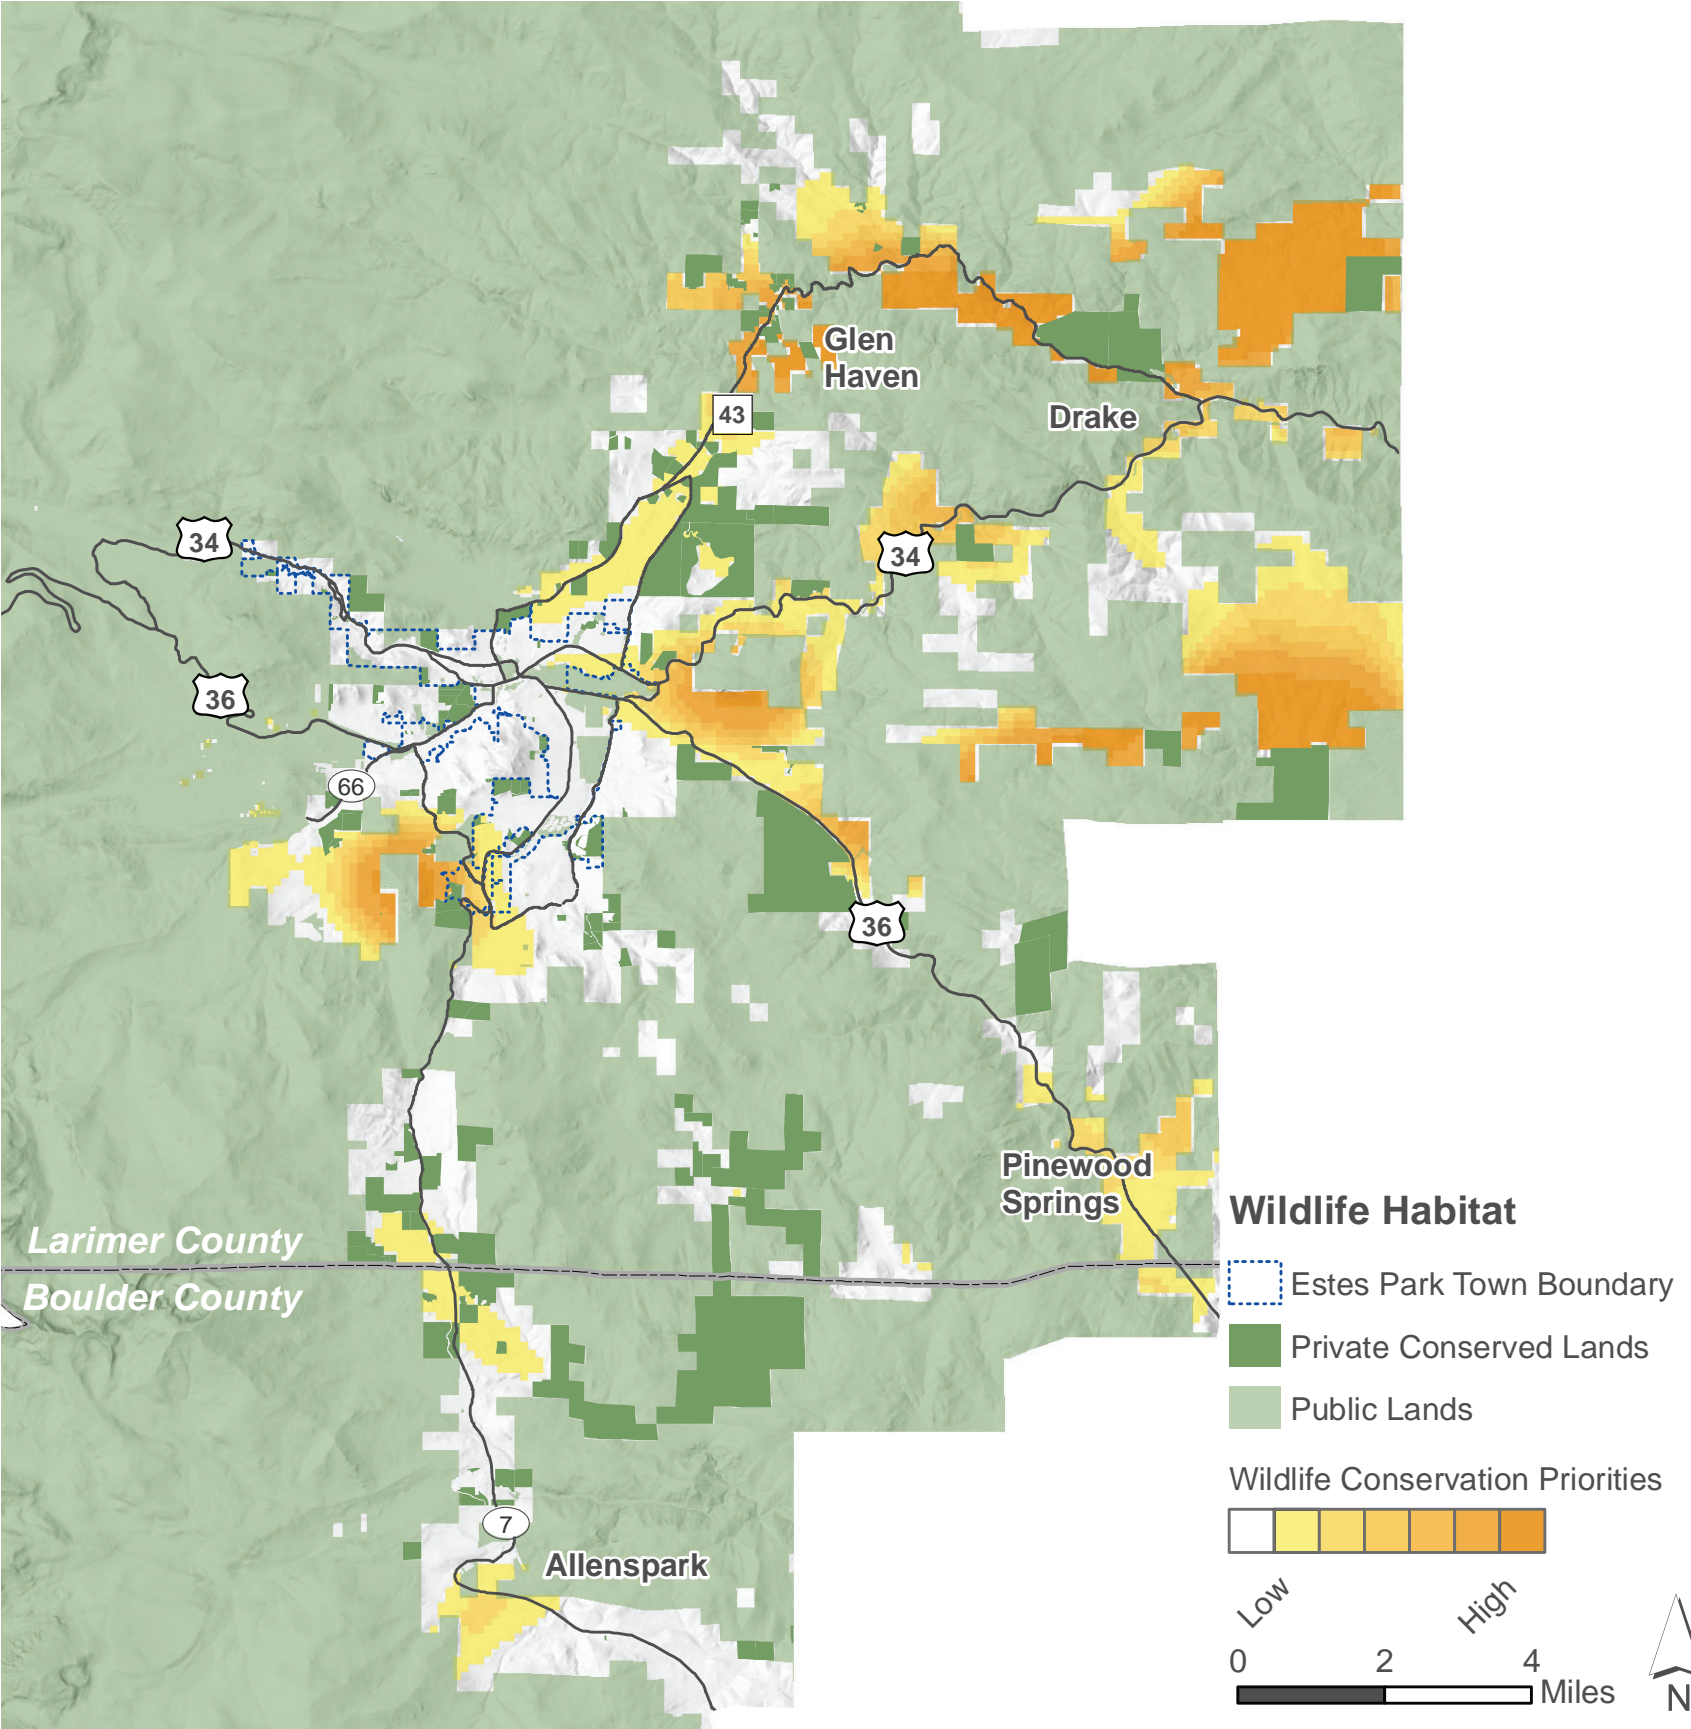 Glen
Haven
43
Drake
34
34
36
66
36
Pinewood
Springs
Larimer County
Boulder County
7
Allenspark
Wildlife Habitat
Estes Park Town Boundary
Private Conserved Lands
Public Lands
Wildlife Conservation Priorities
Low
High
0 2 4
Miles
N